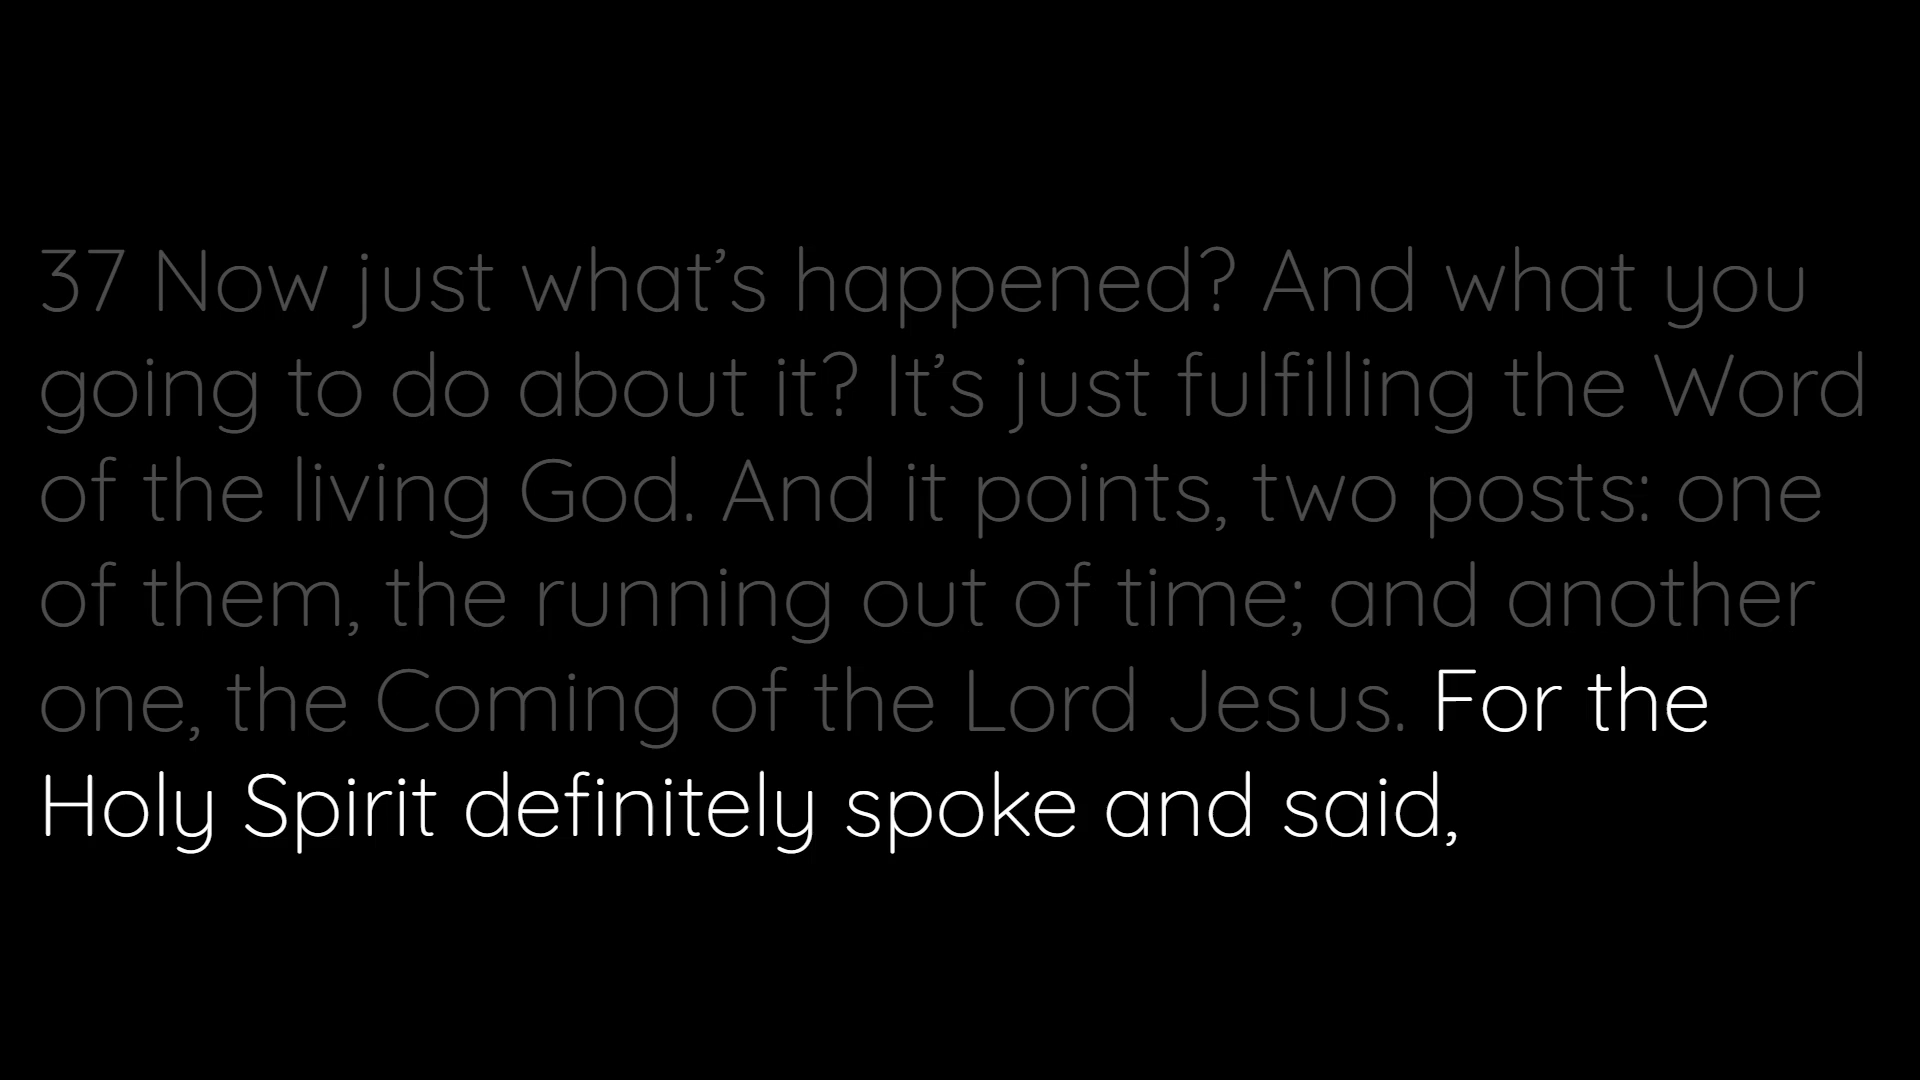 37 Now just what’s happened? And what you
going to do about it? It’s just fulfilling the Word
of the living God. And it points, two posts: one
of them, the running out of time; and another
one, the Coming of the Lord Jesus. For the
Holy Spirit definitely spoke and said,